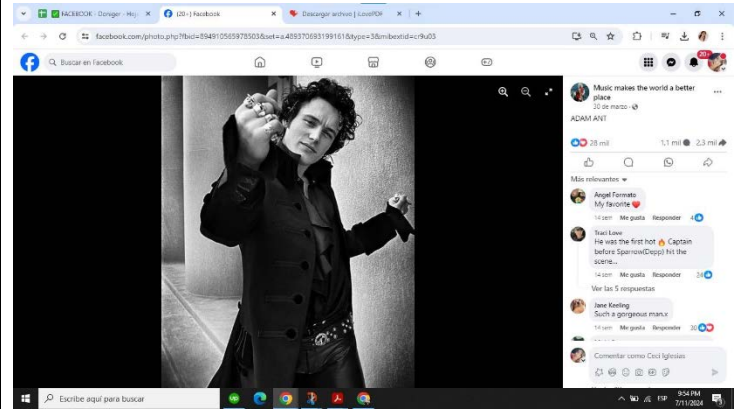 FACEBOOK - Donger - Hoj
(20+) Facebook
Descargar archivo | iLovePDF
facebook.com/photo.php?fbid=894910565978503&set=a.489370693199161&type=3&mibextid=cr9u03
Buscar en Facebook
20+
Music makes the world a better
place
30 de marzo
ADAM ANT
28 mil
1,1 mil
2,3 mil
Más relevantes
Angel Formato
My favorite
14 sem Me gusta Responder 4
Traci Love
He was the first hot 🔥 Captain
before Sparrow(Depp) hit the
scene...
14 sem Me gusta Responder 24
Ver las 5 respuestas
Jane Keeling
Such a gorgeous man.x
14 sem Me gusta Responder 30
Comentar como Ceci Iglesias
Escribe aquí para buscar
ESP
9:54 PM
7/11/2024